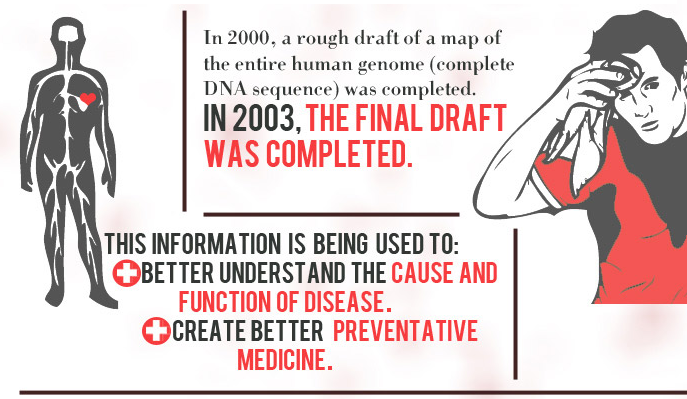 In 2000, a rough draft of a map of
the entire human genome (complete
DNA sequence) was completed.
IN 2003, THE FINAL DRAFT
WAS COMPLETED.
THIS INFORMATION IS BEING USED TO:
BETTER UNDERSTAND THE CAUSE AND
FUNCTION OF DISEASE.
CREATE BETTER PREVENTATIVE
MEDICINE.